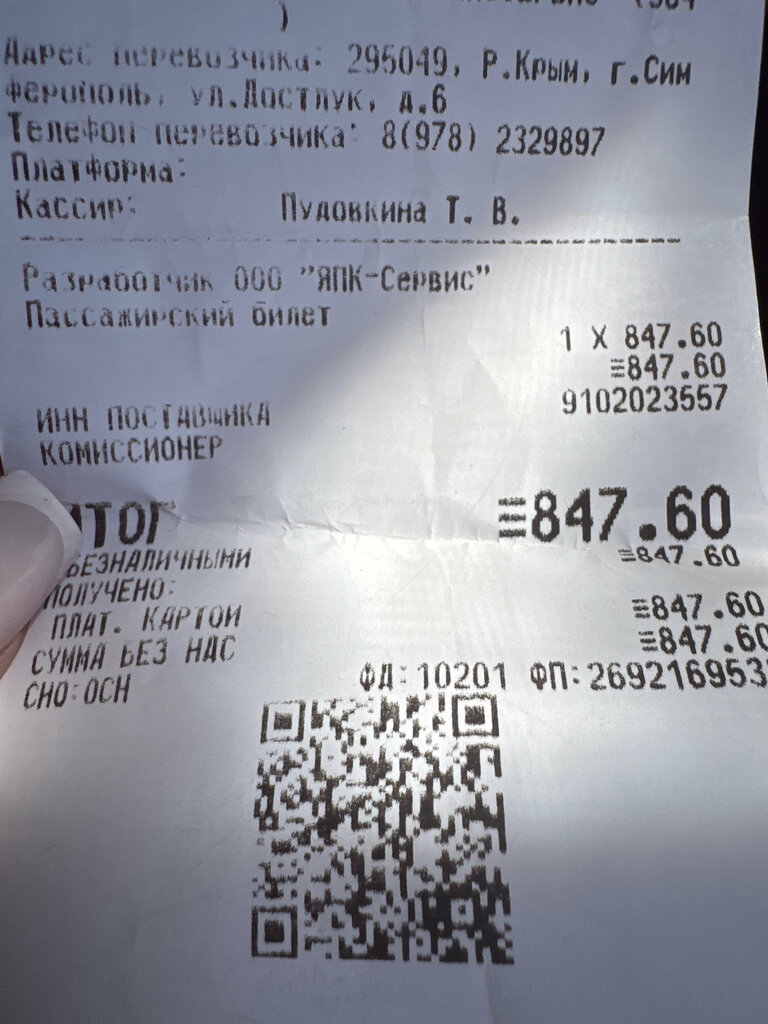 )
Адрес перевозчика: 295049, Р.Крым, г.Сим
ферополь, ул.Достлук, д.6
Телефон перевозчика: 8(978) 2329897
Платформа:
Кассир: Пудовкина Т. В.
Разработчик ООО "ЯПК-Сервис"
Пассажирский билет
1 X 847.60
≡847.60
ИНН ПОСТАВЩИКА 9102023557
КОМИССИОНЕР
ИТОГ ≡847.60
БЕЗНАЛИЧНЫМИ ≡847.60
ПОЛУЧЕНО:
ПЛАТ. КАРТОЙ ≡847.60
СУММА БЕЗ НДС ≡847.60
СНО:ОСН ФД:10201 ФП:269216953